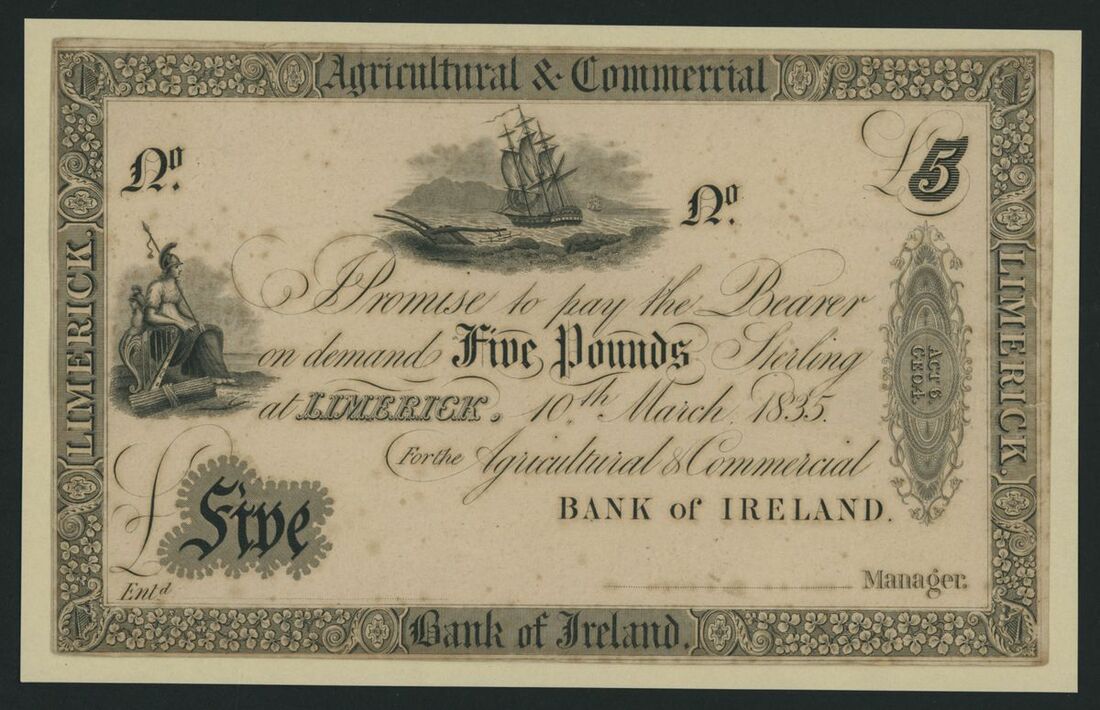 Agricultural & Commercial
No.
No.
£5
LIMERICK.
LIMERICK.
I Promise to pay the Bearer
on demand Five Pounds Sterling
at LIMERICK, 10th March, 1835.
For the Agricultural & Commercial
BANK of IRELAND.
ACT 6
GEO. 4.
£ Five
Entd
Manager.
Bank of Ireland.